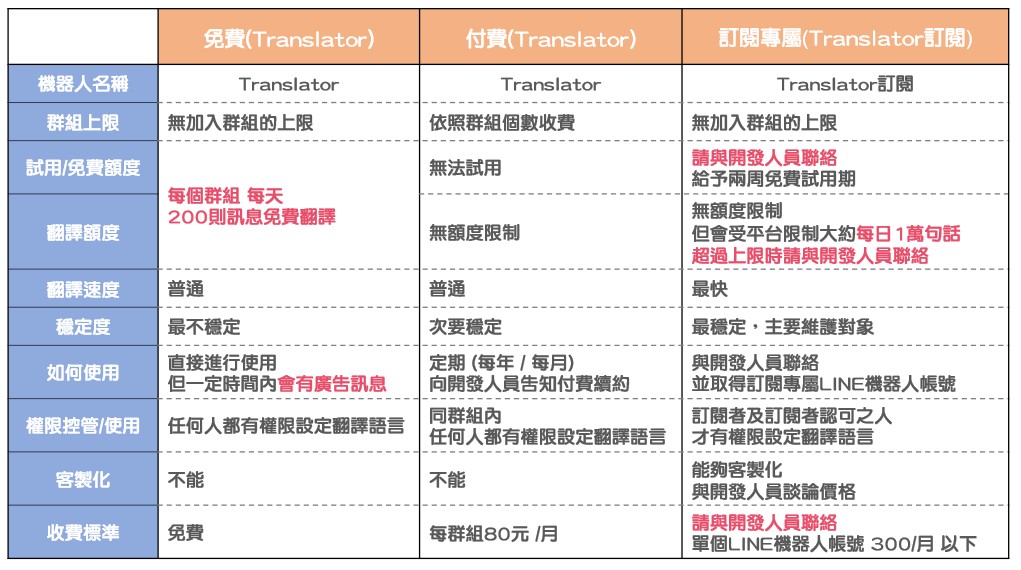 免費(Translator)
付費(Translator)
訂閱專屬(Translator訂閱)
機器人名稱
Translator
Translator
Translator訂閱
群組上限
無加入群組的上限
依照群組個數收費
無加入群組的上限
試用/免費額度
每個群組 每天
200則訊息免費翻譯
無法試用
請與開發人員聯絡
給予兩周免費試用期
翻譯額度
無額度限制
無額度限制
但會受平台限制大約每日1萬句話
超過上限時請與開發人員聯絡
翻譯速度
普通
普通
最快
穩定度
最不穩定
次要穩定
最穩定，主要維護對象
如何使用
直接進行使用
但一定時間內會有廣告訊息
定期 (每年 / 每月)
向開發人員告知付費續約
與開發人員聯絡
並取得訂閱專屬LINE機器人帳號
權限控管/使用
任何人都有權限設定翻譯語言
同群組內
任何人都有權限設定翻譯語言
訂閱者及訂閱者認可之人
才有權限設定翻譯語言
客製化
不能
不能
能夠客製化
與開發人員談論價格
收費標準
免費
每群組80元 /月
請與開發人員聯絡
單個LINE機器人帳號 300/月 以下